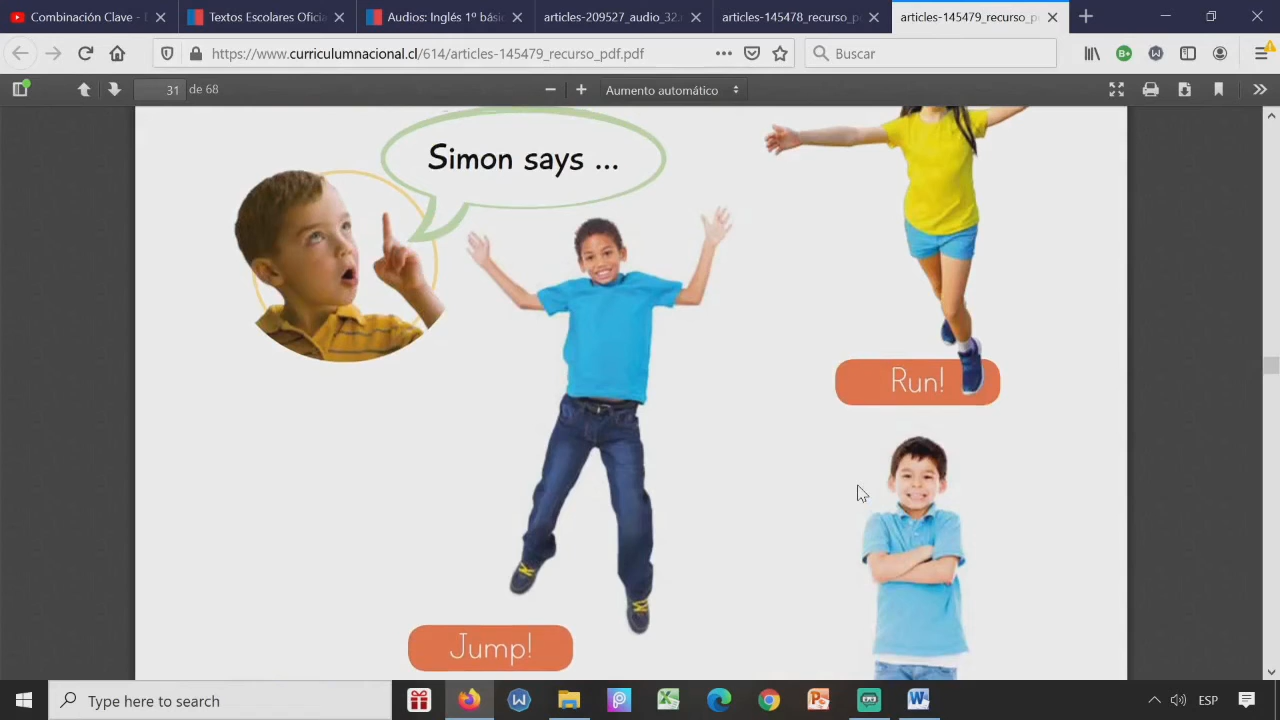 Combinación Clave - E
Textos Escolares Oficia
Audios: Inglés 1º básic
articles-209527_audio_32.
articles-145478_recurso_p
articles-145479_recurso_p
https://www.curriculumnacional.cl/614/articles-145479_recurso_pdf.pdf
Buscar
31 de 68
Aumento automático
Simon says ...
Run!
Jump!
Type here to search
ESP